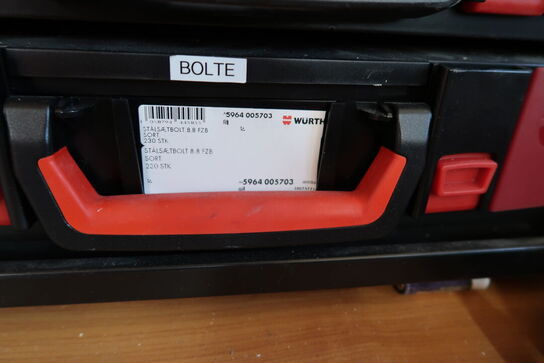 BOLTE
5964 005703
WÜRTH
STÅLSÆTBOLT 8.8 FZB
SORT
230 STK
STÅLSÆTBOLT 8.8 FZB
SORT
220 STK
5964 005703